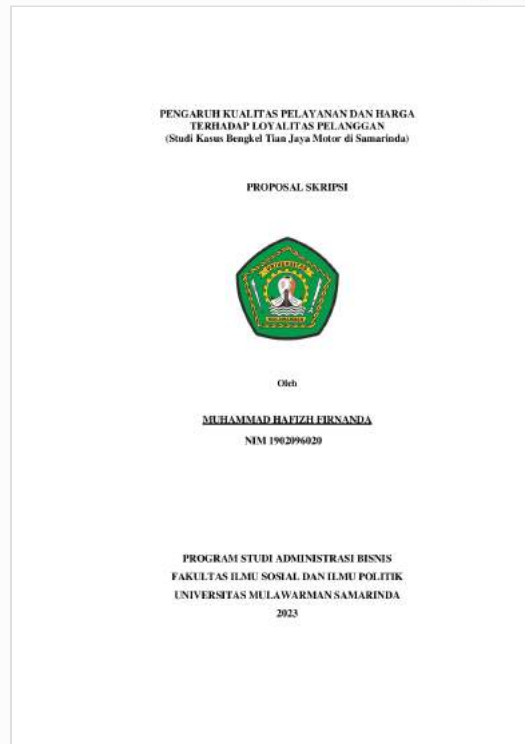 PENGARUH KUALITAS PELAYANAN DAN HARGA
TERHADAP LOYALITAS PELANGGAN
(Studi Kasus Bengkel Tian Jaya Motor di Samarinda)
PROPOSAL SKRIPSI
UNIVERSITAS
MULAWARMAN
Oleh
MUHAMMAD HAFIZH FIRNANDA
NIM 1902096020
PROGRAM STUDI ADMINISTRASI BISNIS
FAKULTAS ILMU SOSIAL DAN ILMU POLITIK
UNIVERSITAS MULAWARMAN SAMARINDA
2023